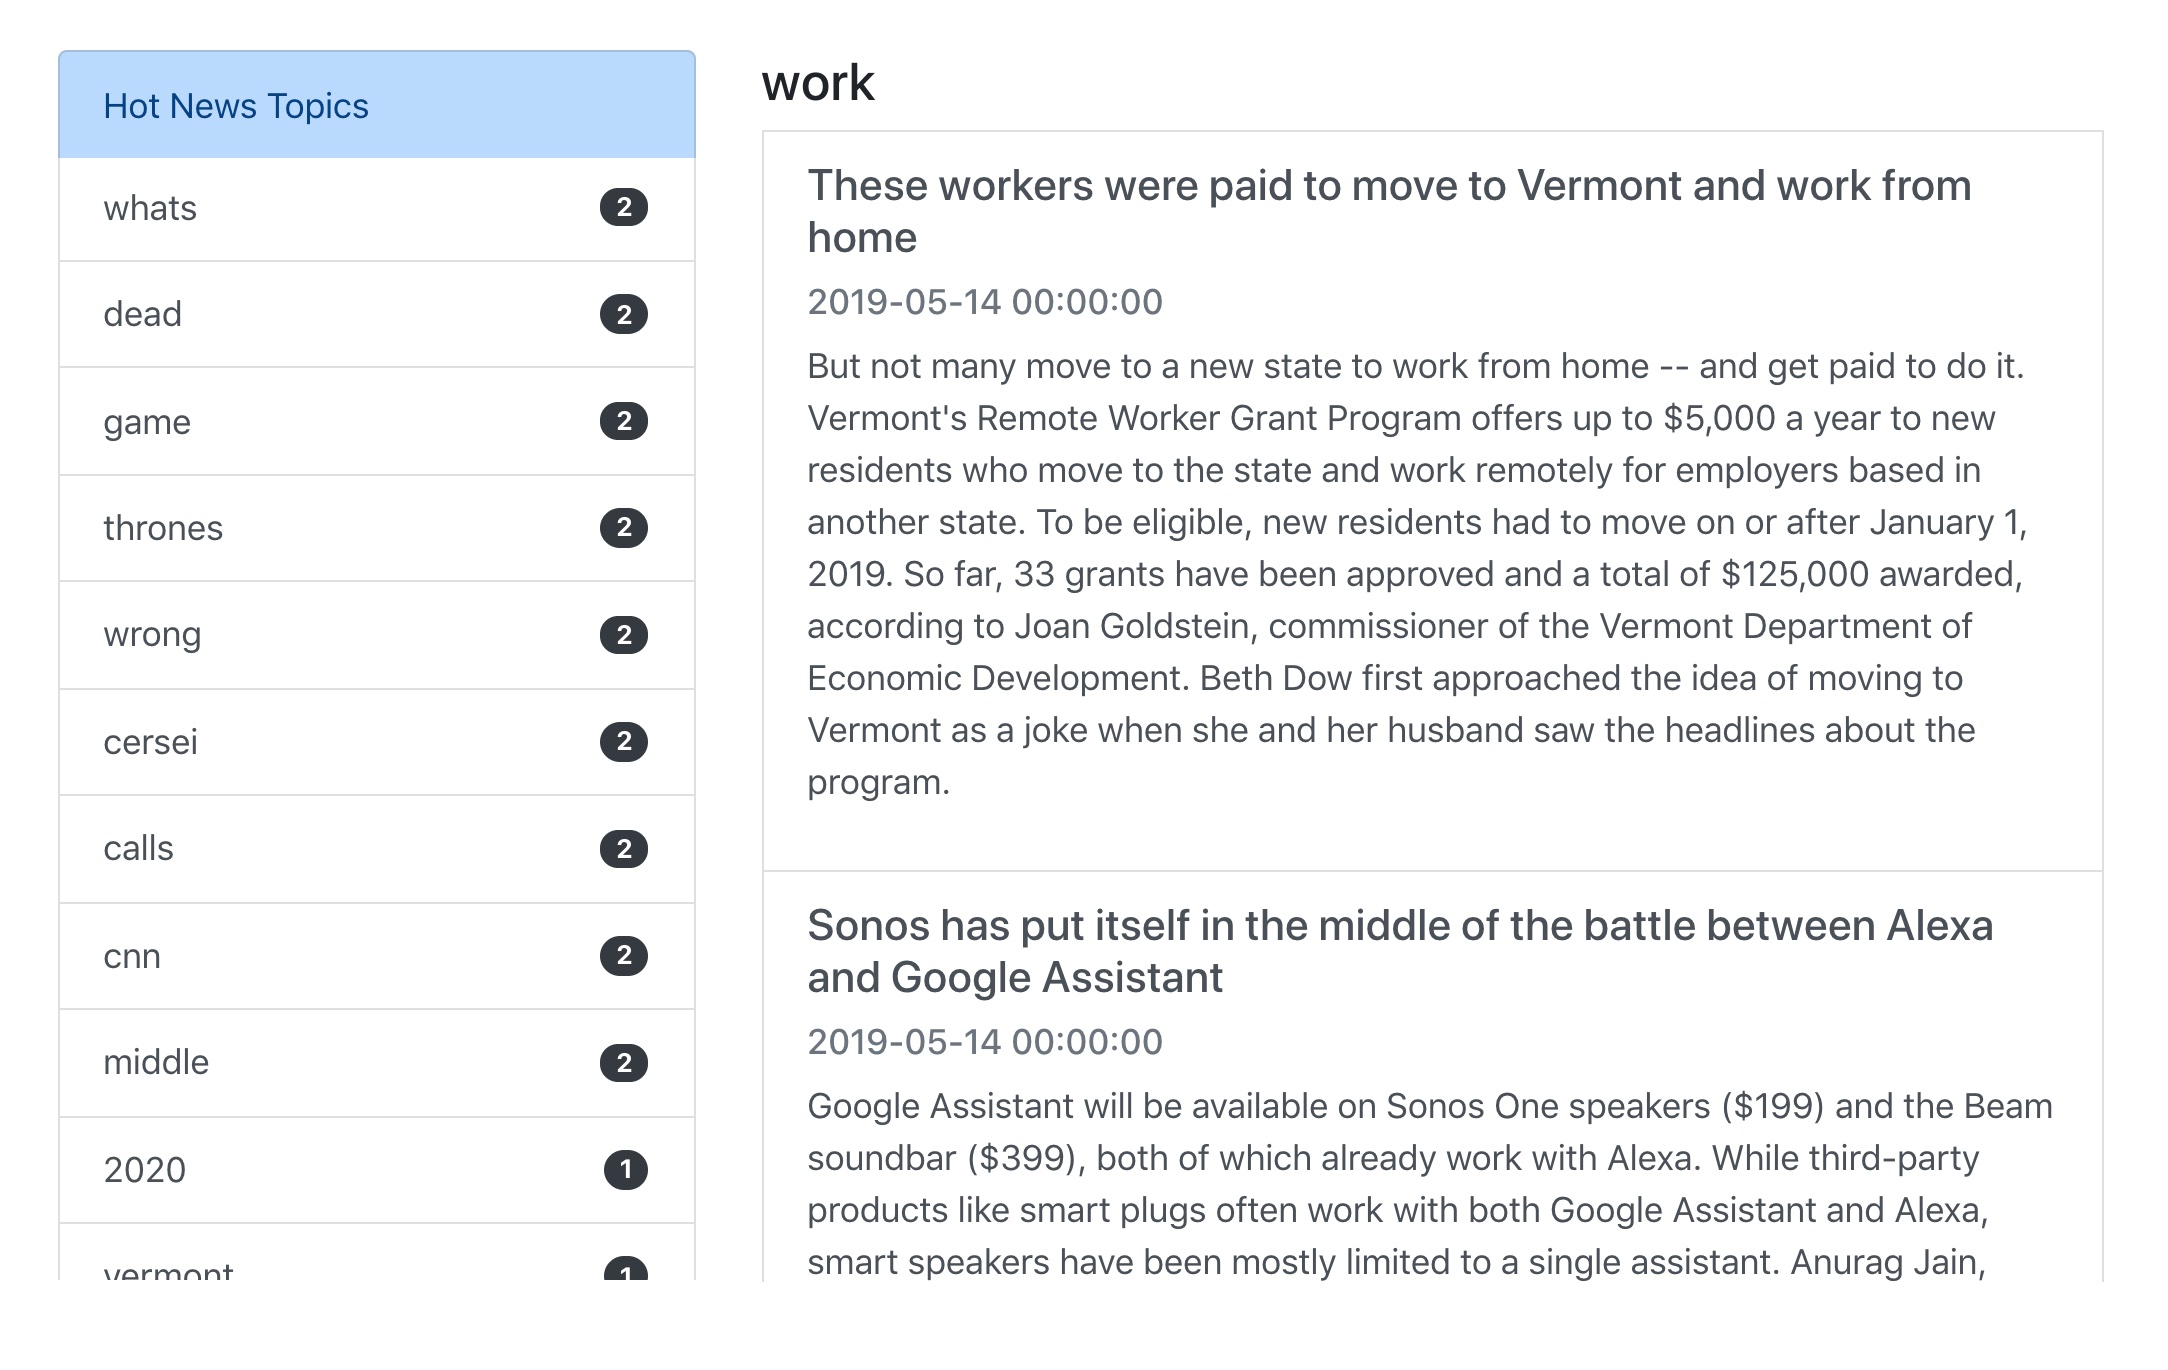 Hot News Topics
whats 2
dead 2
game 2
thrones 2
wrong 2
cersei 2
calls 2
cnn 2
middle 2
2020 1
vermont 1
work
These workers were paid to move to Vermont and work from
home
2019-05-14 00:00:00
But not many move to a new state to work from home -- and get paid to do it.
Vermont's Remote Worker Grant Program offers up to $5,000 a year to new
residents who move to the state and work remotely for employers based in
another state. To be eligible, new residents had to move on or after January 1,
2019. So far, 33 grants have been approved and a total of $125,000 awarded,
according to Joan Goldstein, commissioner of the Vermont Department of
Economic Development. Beth Dow first approached the idea of moving to
Vermont as a joke when she and her husband saw the headlines about the
program.
Sonos has put itself in the middle of the battle between Alexa
and Google Assistant
2019-05-14 00:00:00
Google Assistant will be available on Sonos One speakers ($199) and the Beam
soundbar ($399), both of which already work with Alexa. While third-party
products like smart plugs often work with both Google Assistant and Alexa,
smart speakers have been mostly limited to a single assistant. Anurag Jain,